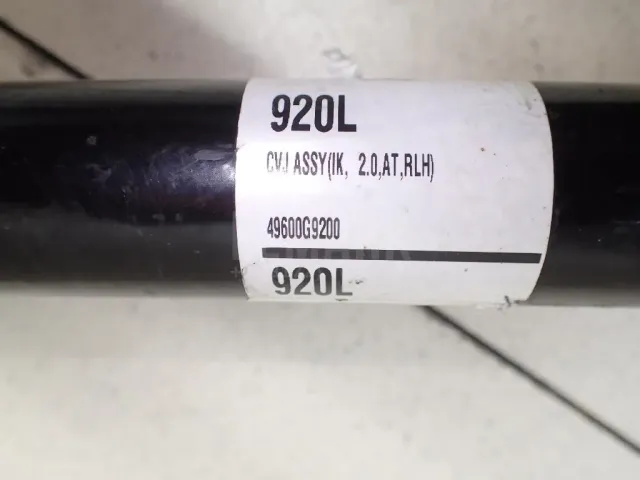 920L
CVJ ASSY(IK, 2.0,AT,RLH)
49600G9200
920L